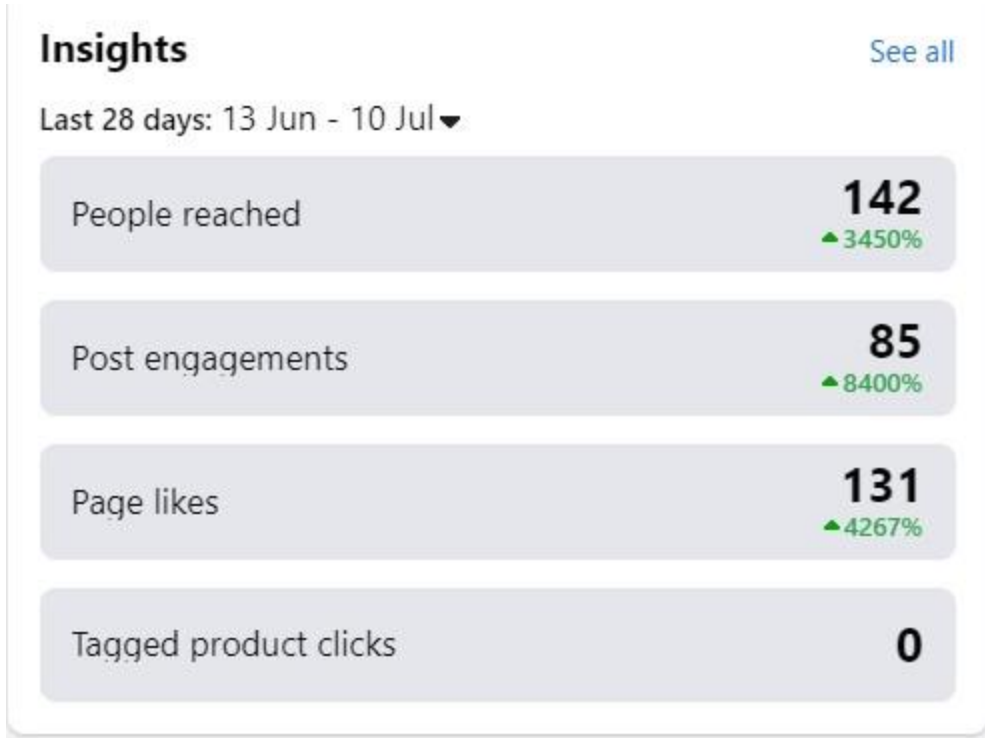 Insights
See all
Last 28 days: 13 Jun - 10 Jul
People reached
142
3450%
Post engagements
85
8400%
Page likes
131
4267%
Tagged product clicks
0